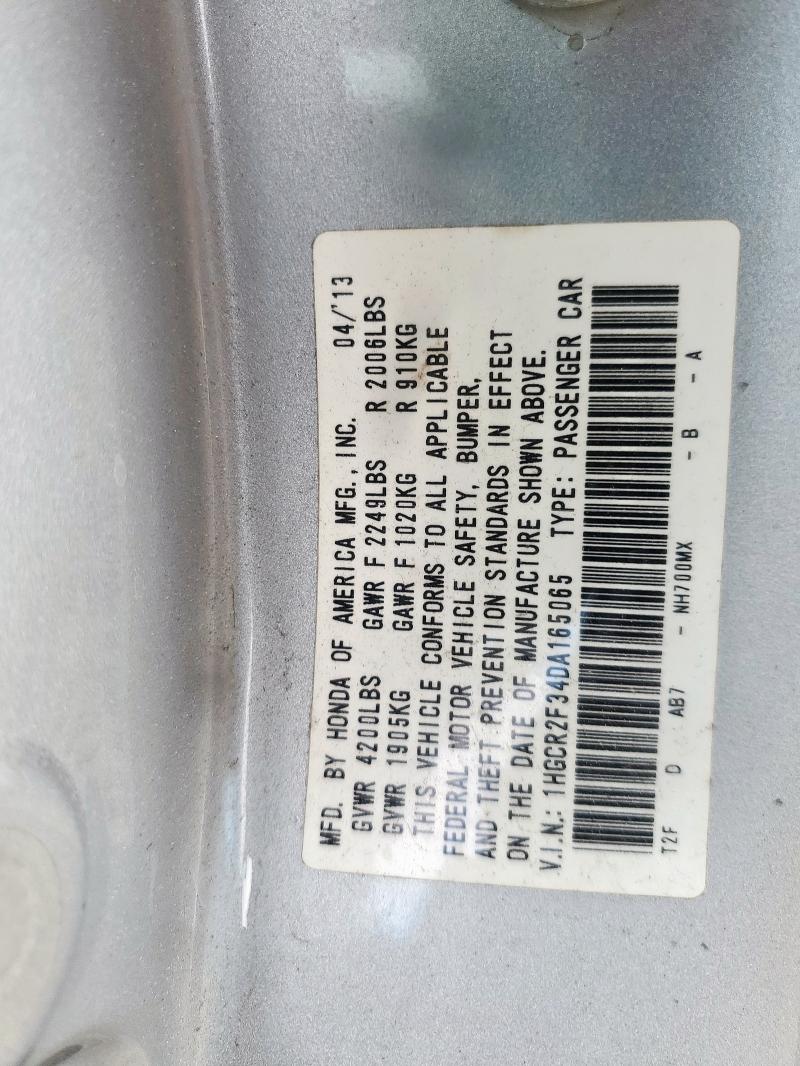 MFD. BY HONDA OF AMERICA MFG., INC. 04/'13
GVWR 4200LBS GAWR F 2249LBS R 2006LBS
GVWR 1905KG GAWR F 1020KG R 910KG
THIS VEHICLE CONFORMS TO ALL APPLICABLE
FEDERAL MOTOR VEHICLE SAFETY, BUMPER,
AND THEFT PREVENTION STANDARDS IN EFFECT
ON THE DATE OF MANUFACTURE SHOWN ABOVE.
V.I.N.: 1HGCR2F34DA165065 TYPE: PASSENGER CAR
T2F D AB7 - NH700MX - B - A